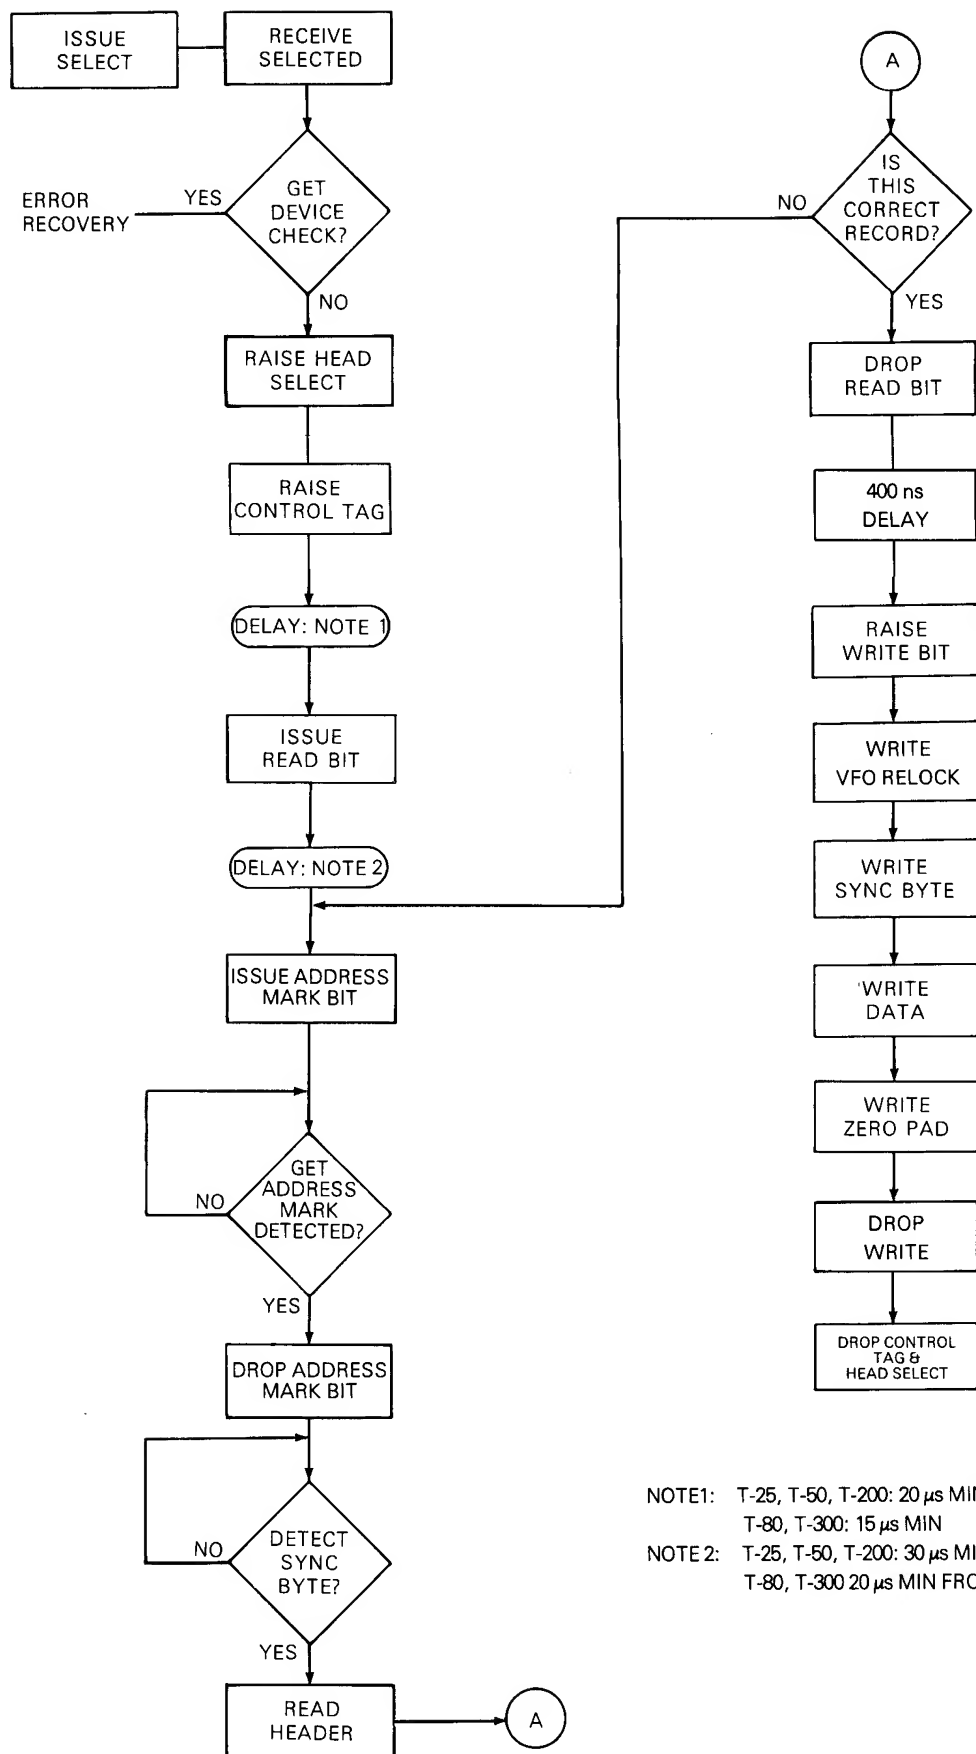 ISSUE
SELECT
RECEIVE
SELECTED
GET
DEVICE
CHECK?
YES
ERROR
RECOVERY
NO
RAISE HEAD
SELECT
RAISE
CONTROL TAG
DELAY: NOTE 1
ISSUE
READ BIT
DELAY: NOTE 2
ISSUE ADDRESS
MARK BIT
GET
ADDRESS
MARK
DETECTED?
NO
YES
DROP ADDRESS
MARK BIT
DETECT
SYNC
BYTE?
NO
YES
READ
HEADER
A
A
IS
THIS
CORRECT
RECORD?
NO
YES
DROP
READ BIT
400 ns
DELAY
RAISE
WRITE BIT
WRITE
VFO RELOCK
WRITE
SYNC BYTE
WRITE
DATA
WRITE
ZERO PAD
DROP
WRITE
DROP CONTROL
TAG &
HEAD SELECT
NOTE1: T-25, T-50, T-200: 20 μs MIN
T-80, T-300: 15 μs MIN
NOTE 2: T-25, T-50, T-200: 30 μs
T-80, T-300 20 μs MIN